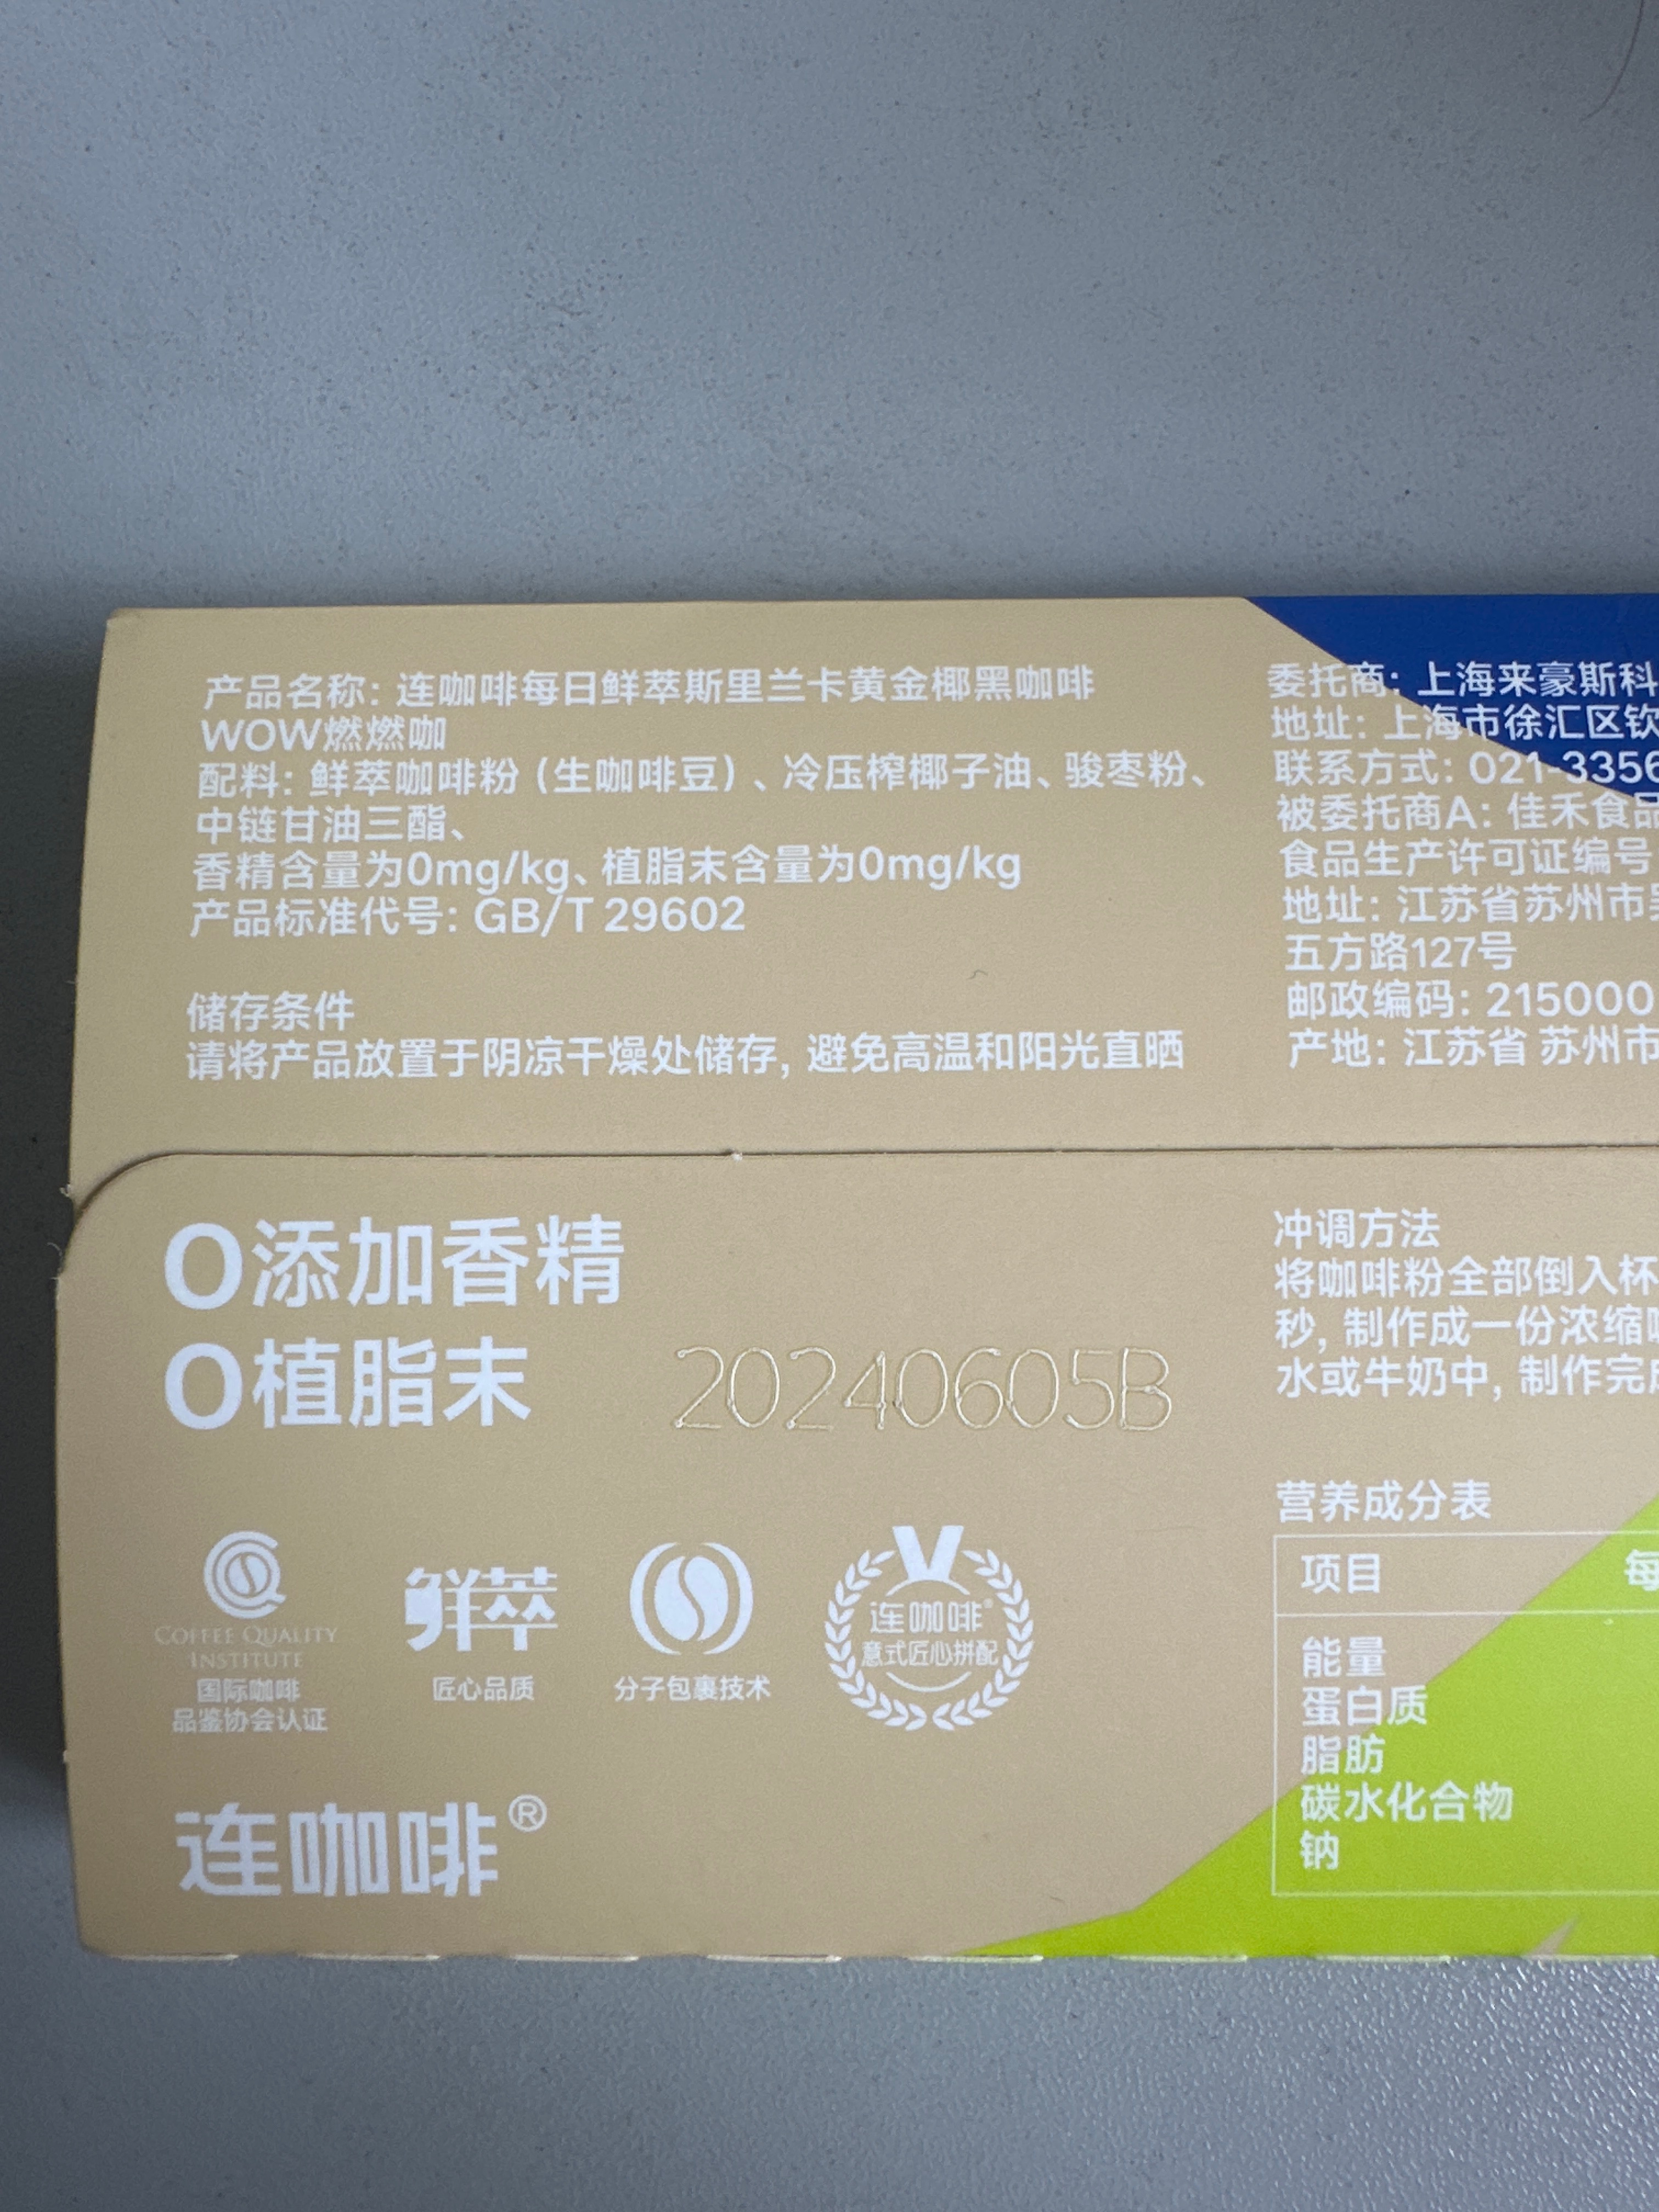 产品名称: 连咖啡每日鲜萃斯里兰卡黄金椰黑咖啡
WOW燃燃咖
配料: 鲜萃咖啡粉 (生咖啡豆) 、冷压榨椰子油、骏枣粉、
中链甘油三酯、
香精含量为0mg/kg、植脂末含量为0mg/kg
产品标准代号: GB/T 29602
储存条件
请将产品放置于阴凉干燥处储存, 避免高温和阳光直晒
委托商: 上海来豪斯科
地址: 上海市徐汇区钦
联系方式: 021-3356
被委托商A: 佳禾食品
食品生产许可证编号
地址: 江苏省苏州市
五方路127号
邮政编码: 215000
产地: 江苏省 苏州市
0添加香精
0植脂末
20240605B
COFFEE QUALITY
INSTITUTE
国际咖啡
品鉴协会认证
鲜萃
匠心品质
分子包裹技术
连咖啡®
意式匠心拼配
连咖啡®
冲调方法
将咖啡粉全部倒入杯
秒, 制作成一份浓缩
水或牛奶中, 制作完
营养成分表
项目 每
能量
蛋白质
脂肪
碳水化合物
钠